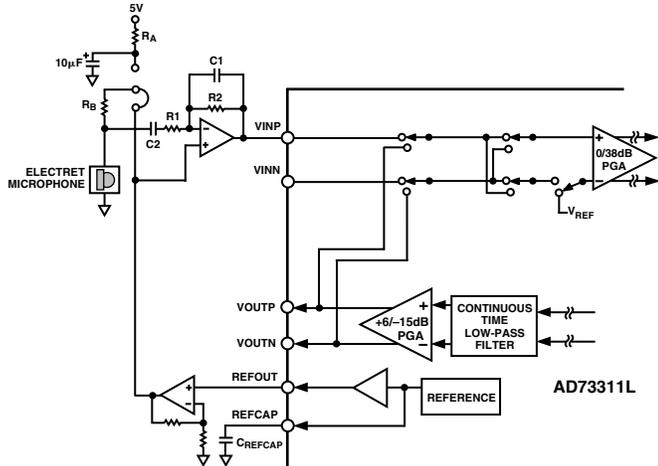 5V
RA
10µF
+
C1
R2
RB
R1
C2
−
+
VINP
VINN
ELECTRET
MICROPHONE
+
0/38dB
PGA
−
VREF
VOUTP
VOUTN
+
+6/–15dB
PGA
−
CONTINUOUS
TIME
LOW-PASS
FILTER
REFOUT
REFCAP
+
−
CREFCAP
REFERENCE
AD73311L